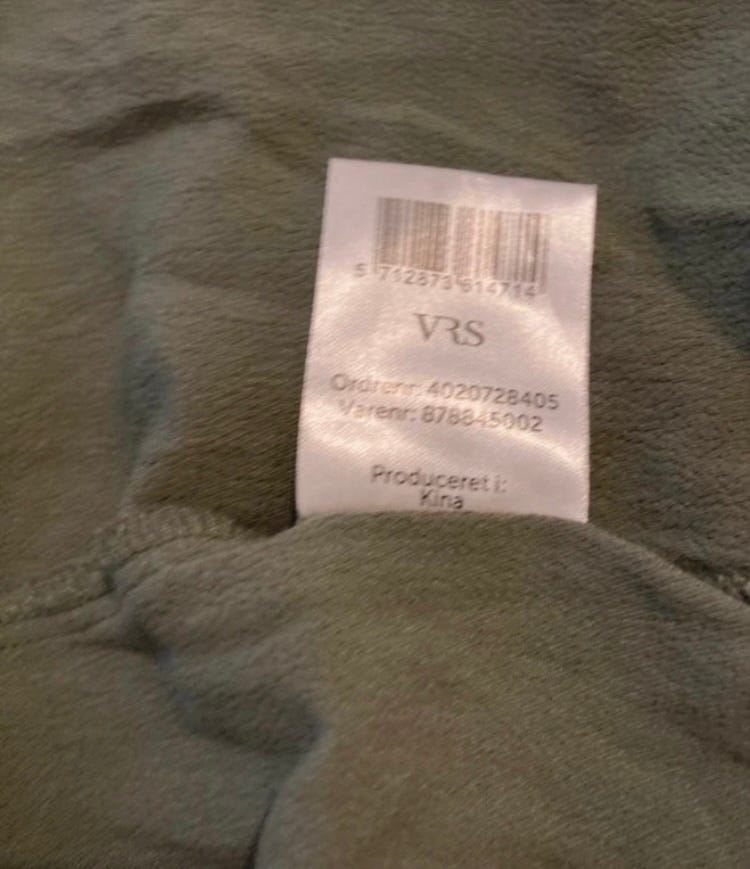 5 712873 614714
VRS
Ordrenr: 4020728405
Varenr: 878845002
Produceret i:
Kina